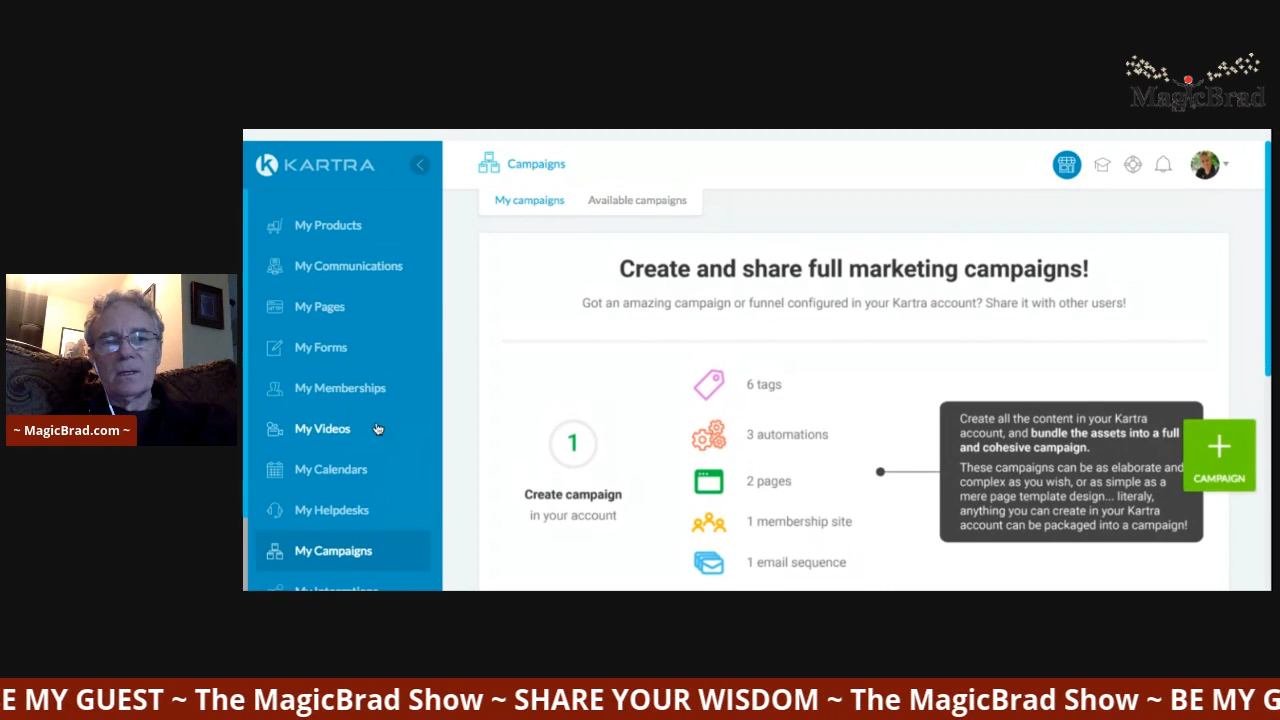 MagicBrad
KARTRA
Campaigns
My campaigns
Available campaigns
My Products
My Communications
My Pages
My Forms
My Memberships
My Videos
My Calendars
My Helpdesks
My Campaigns
Create and share full marketing campaigns!
Got an amazing campaign or funnel configured in your Kartra account? Share it with other users!
1
Create campaign
in your account
6 tags
3 automations
2 pages
1 membership site
1 email sequence
Create all the content in your Kartra
account, and bundle the assets into a full
and cohesive campaign.
These campaigns can be as elaborate and
complex as you wish, or as simple as a
mere page template design... literaly,
anything you can create in your Kartra
account can be packaged into a campaign!
+
CAMPAIGN
~ MagicBrad.com ~
E MY GUEST ~ The MagicBrad Show ~ SHARE YOUR WISDOM ~ The MagicBrad Show ~ BE MY G